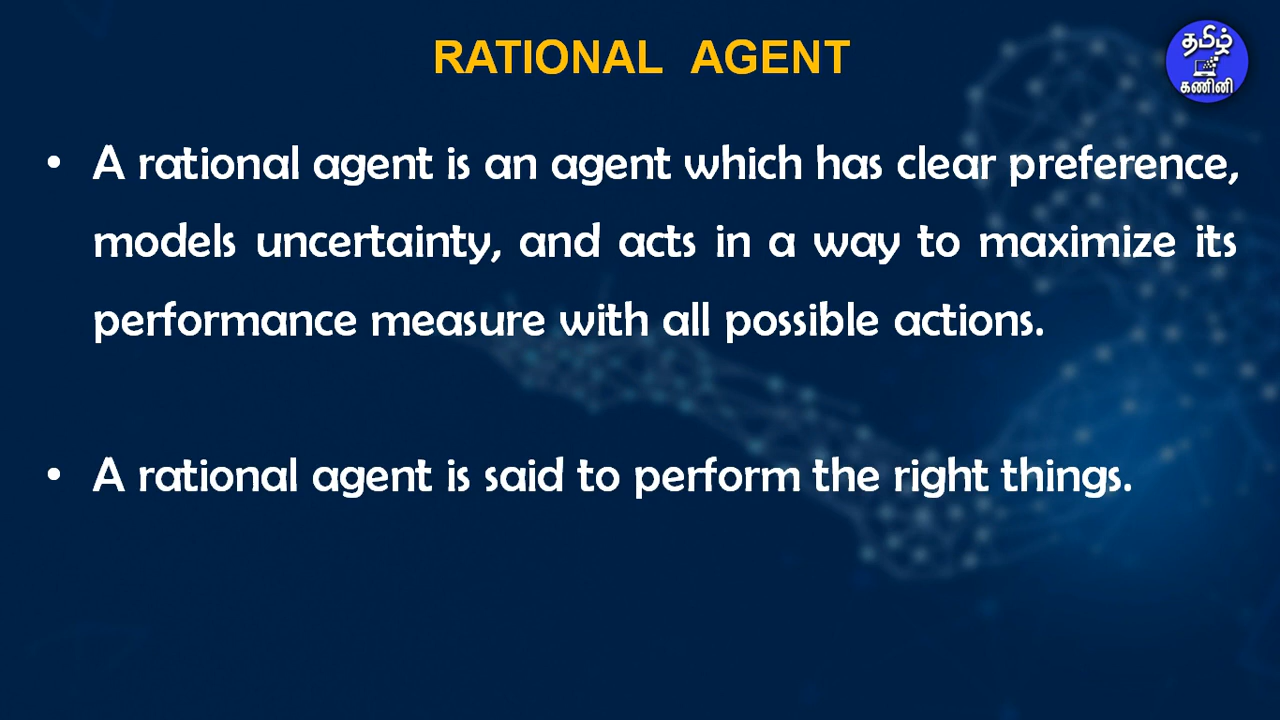 RATIONAL AGENT
தமிழ்
கணினி
• A rational agent is an agent which has clear preference,
models uncertainty, and acts in a way to maximize its
performance measure with all possible actions.
• A rational agent is said to perform the right things.